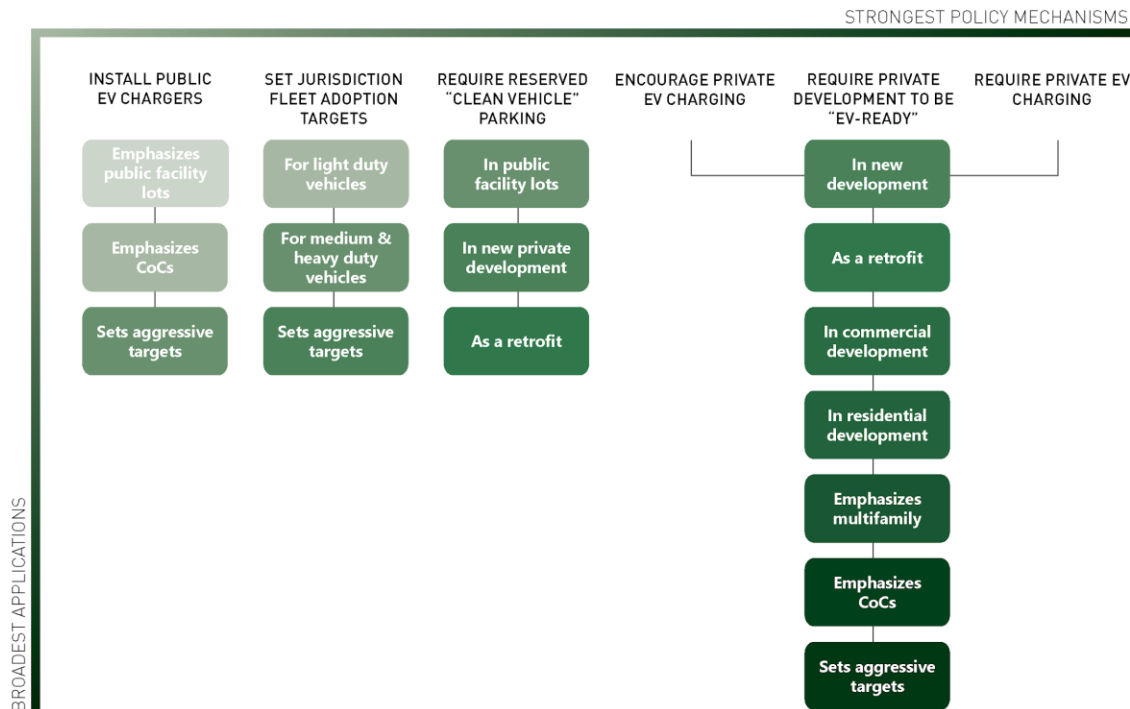 STRONGEST POLICY MECHANISMS
BROADEST APPLICATIONS
INSTALL PUBLIC
EV CHARGERS
SET JURISDICTION
FLEET ADOPTION
TARGETS
REQUIRE RESERVED
“CLEAN VEHICLE”
PARKING
ENCOURAGE PRIVATE
EV CHARGING
REQUIRE PRIVATE
DEVELOPMENT TO BE
“EV-READY”
REQUIRE PRIVATE EV
CHARGING
Emphasizes
public facility
lots
Emphasizes
CoCs
Sets aggressive
targets
For light duty
vehicles
For medium &
heavy duty
vehicles
Sets aggressive
targets
In public
facility lots
In new private
development
As a retrofit
In new
development
As a retrofit
In commercial
development
In residential
development
Emphasizes
multifamily
Emphasizes
CoCs
Sets aggressive
targets